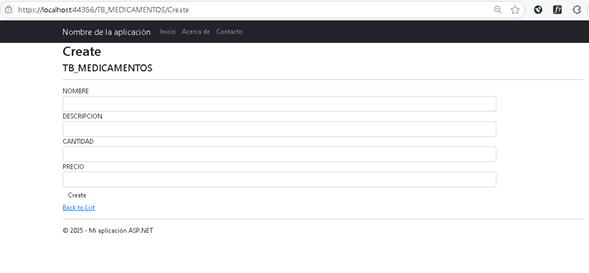 https://localhost:44356/TB_MEDICAMENTOS/Create
Nombre de la aplicación Inicio Acerca de Contacto
Create
TB_MEDICAMENTOS
NOMBRE
DESCRIPCION
CANTIDAD
PRECIO
Create
Back to List
© 2025 - Mi aplicación ASP.NET